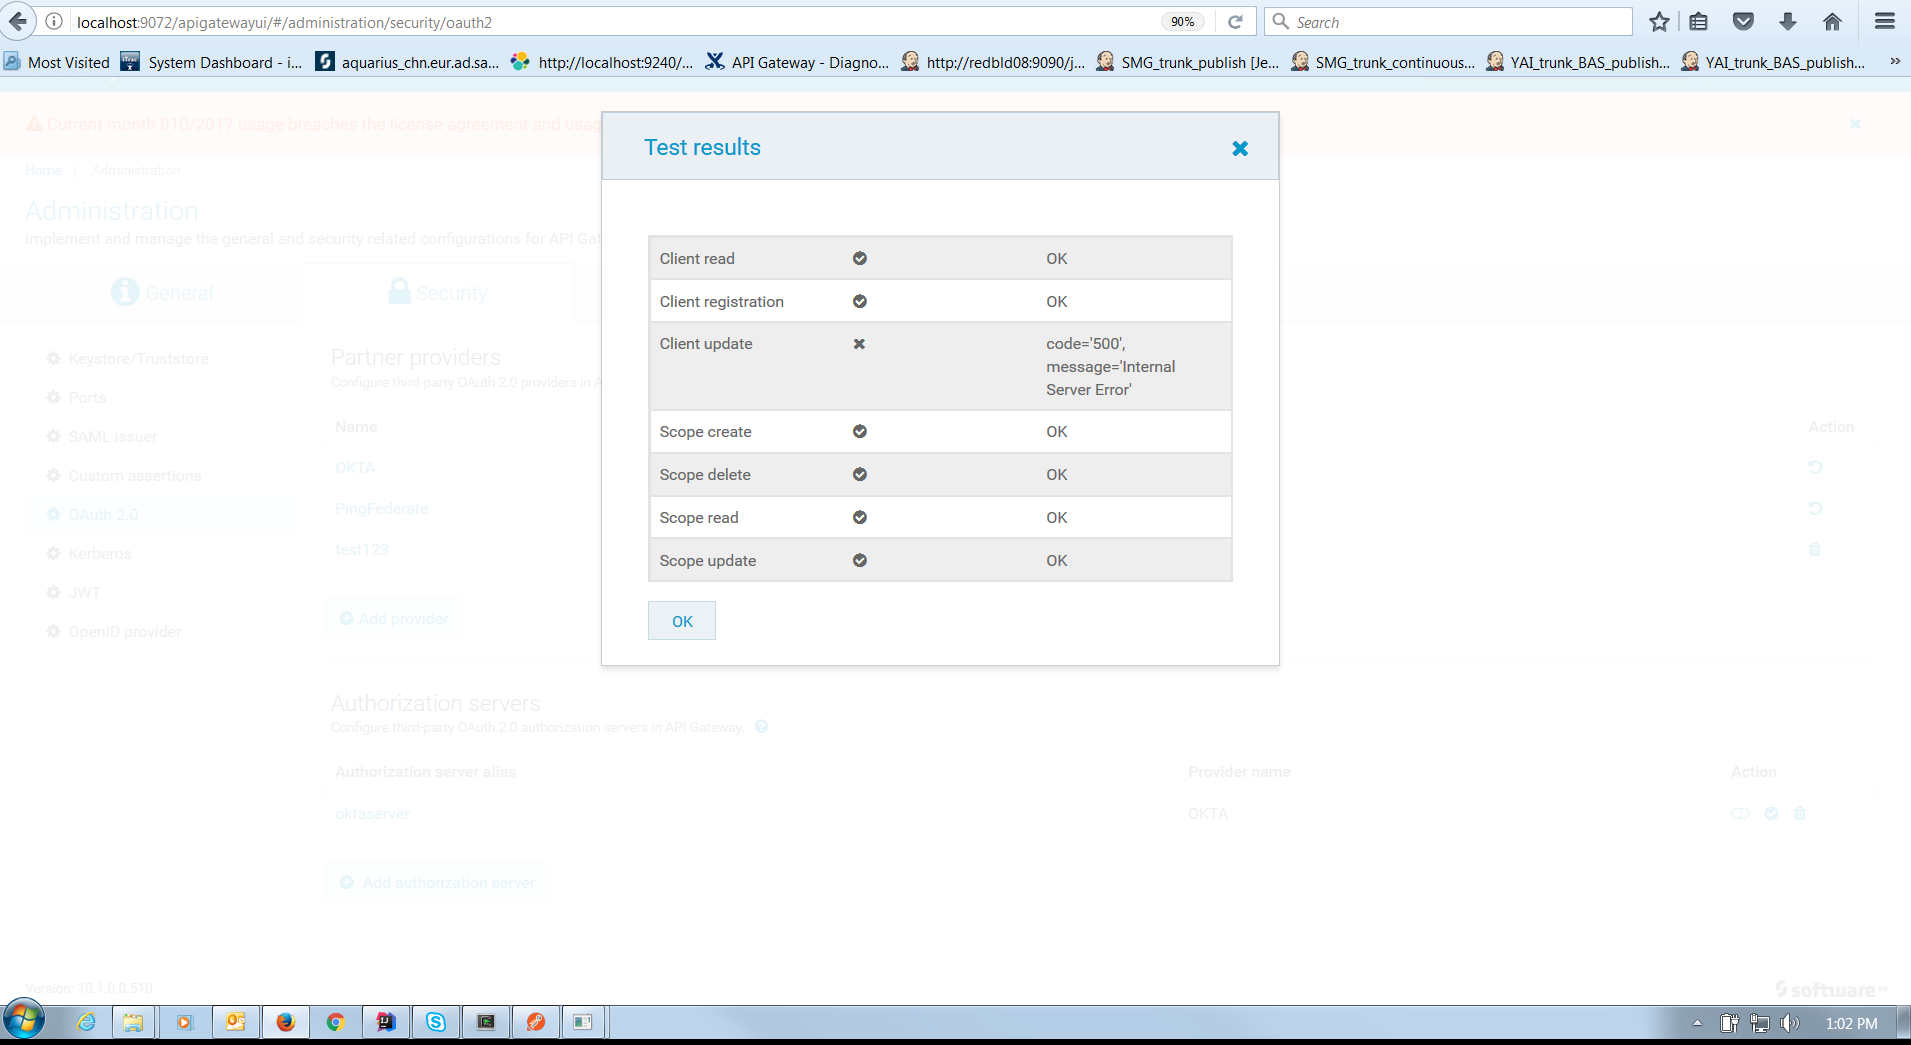 localhost:9072/apigatewayui/#/administration/security/oauth2
90%
Search
Most Visited
System Dashboard - i...
aquarius_chn.eur.ad.sa...
http://localhost:9240/...
API Gateway - Diagno...
http://redbld08:9090/j...
SMG_trunk_publish [Je...
SMG_trunk_continuous...
YAI_trunk_BAS_publish...
YAI_trunk_BAS_publish...
»
Current month 010/2017 usage breaches the license agreement and usag
Home | Administration
Administration
Implement and manage the general and security related configurations for API Gat
General
Security
Keystore/Truststore
Ports
SAML issuer
Custom assertions
OAuth 2.0
Kerberos
JWT
OpenID provider
Partner providers
Configure third-party OAuth 2.0 providers in A
Name
Action
OKTA
PingFederate
test123
Add provider
Test results
Client read OK
Client registration OK
Client update code='500',
message='Internal
Server Error'
Scope create OK
Scope delete OK
Scope read OK
Scope update OK
OK
Authorization servers
Configure third-party OAuth 2.0 authorization servers in API Gateway.
Authorization server alias Provider name Action
oktaserver OKTA
Add authorization server
Version: 10.1.0.0.510
software AG
1:02 PM